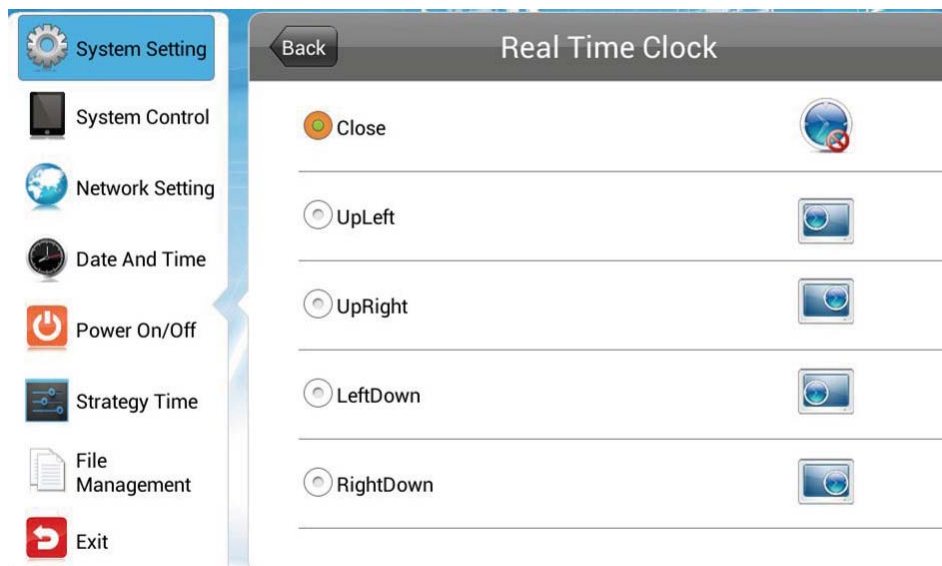 System Setting
System Control
Network Setting
Date And Time
Power On/Off
Strategy Time
File
Management
Exit
Back
Real Time Clock
Close
UpLeft
UpRight
LeftDown
RightDown